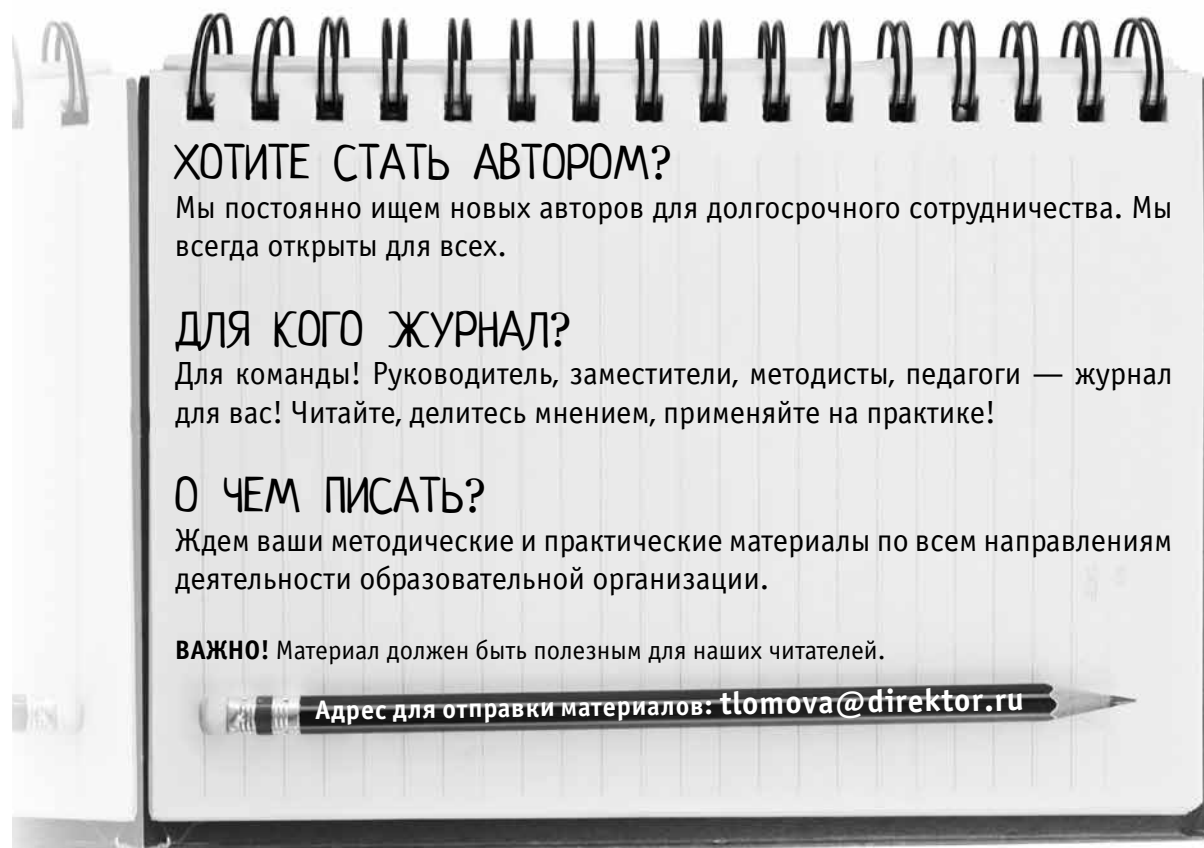 ХОТИТЕ СТАТЬ АВТОРОМ?
Мы постоянно ищем новых авторов для долгосрочного сотрудничества. Мы
всегда открыты для всех.
ДЛЯ КОГО ЖУРНАЛ?
Для команды! Руководитель, заместители, методисты, педагоги — журнал
для вас! Читайте, делитесь мнением, применяйте на практике!
О ЧЕМ ПИСАТЬ?
Ждем ваши методические и практические материалы по всем направлениям
деятельности образовательной организации.
ВАЖНО! Материал должен быть полезным для наших читателей.
Адрес для отправки материалов: tlomova@direktor.ru